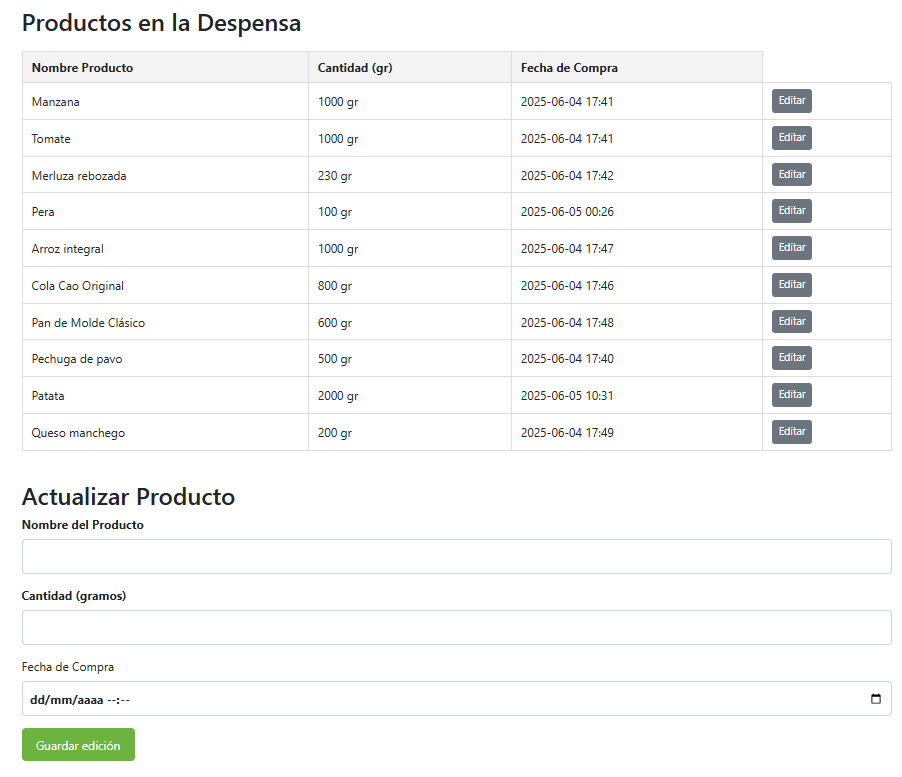 Productos en la Despensa
Nombre Producto Cantidad (gr) Fecha de Compra
Manzana 1000 gr 2025-06-04 17:41 Editar
Tomate 1000 gr 2025-06-04 17:41 Editar
Merluza rebozada 230 gr 2025-06-04 17:42 Editar
Pera 100 gr 2025-06-05 00:26 Editar
Arroz integral 1000 gr 2025-06-04 17:47 Editar
Cola Cao Original 800 gr 2025-06-04 17:46 Editar
Pan de Molde Clásico 600 gr 2025-06-04 17:48 Editar
Pechuga de pavo 500 gr 2025-06-04 17:40 Editar
Patata 2000 gr 2025-06-05 10:31 Editar
Queso manchego 200 gr 2025-06-04 17:49 Editar
Actualizar Producto
Nombre del Producto
Cantidad (gramos)
Fecha de Compra
dd/mm/aaaa --:--
Guardar edición